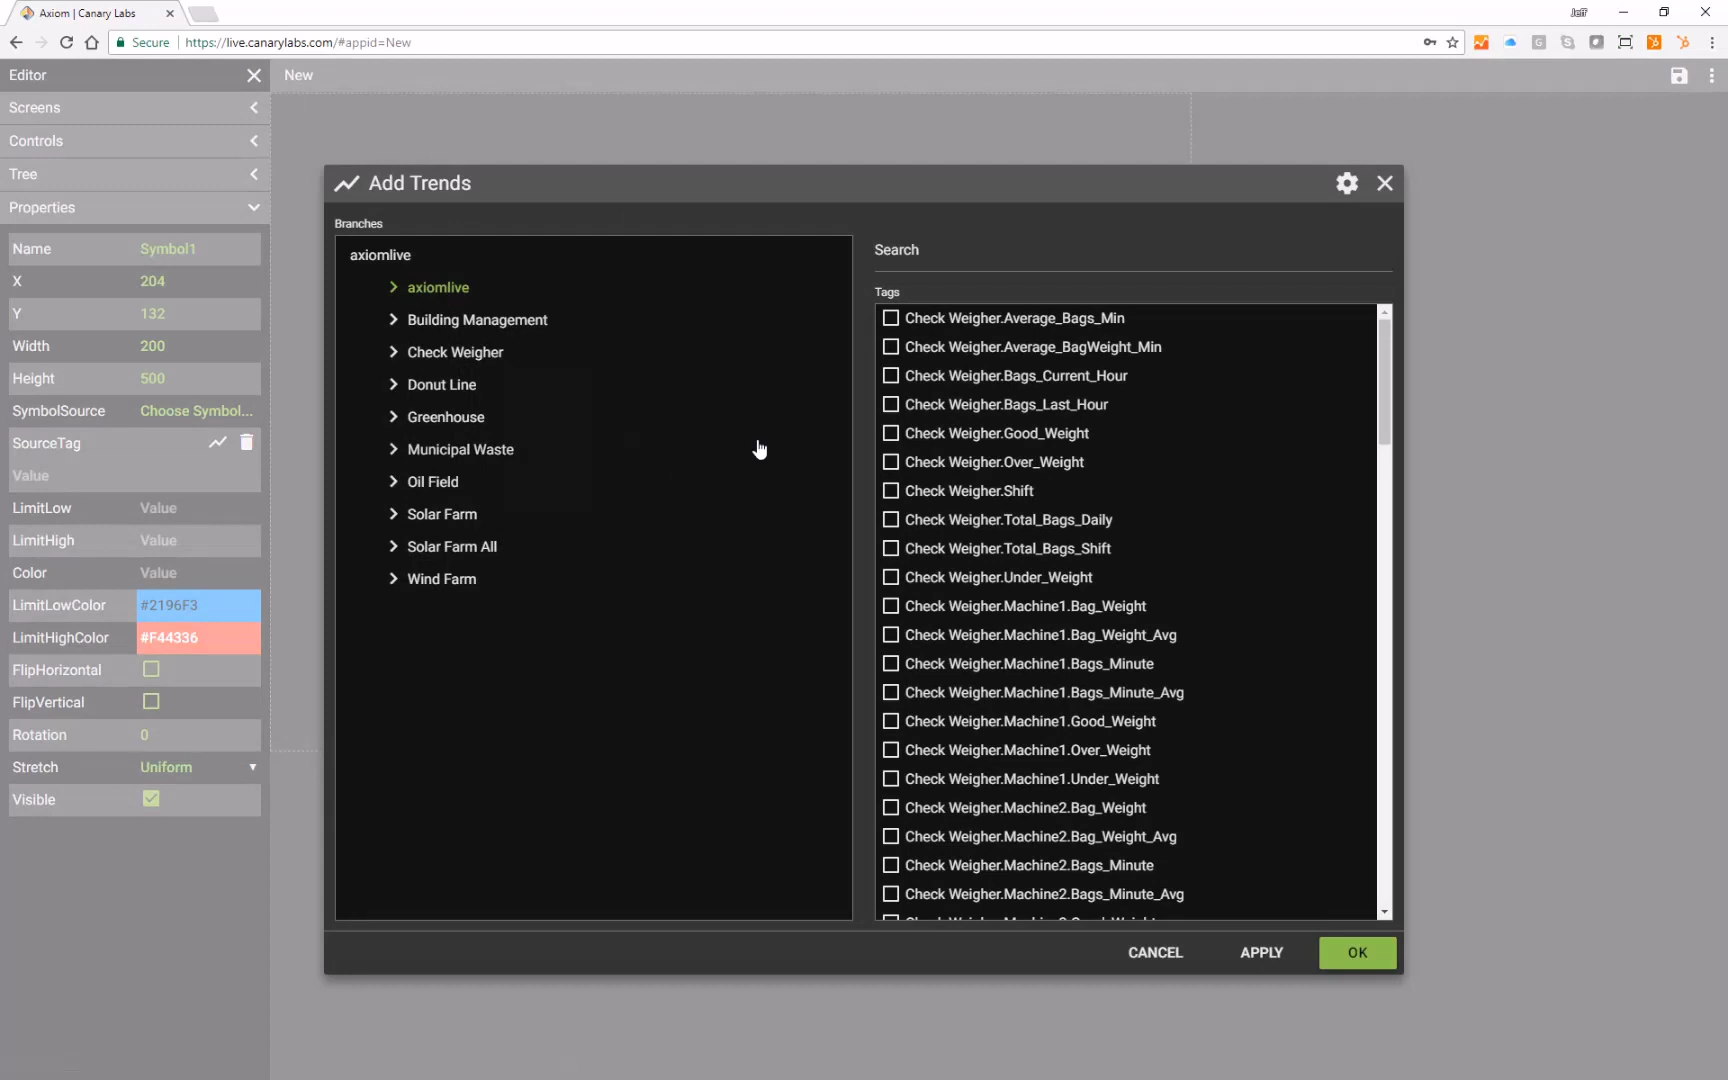 Axiom | Canary Labs
Jeff
Secure https://live.canarylabs.com/#appid=New
Editor
New
Screens
Controls
Tree
Properties
Name Symbol1
X 204
Y 132
Width 200
Height 500
SymbolSource Choose Symbol...
SourceTag
Value
LimitLow Value
LimitHigh Value
Color Value
LimitLowColor #2196F3
LimitHighColor #F44336
FlipHorizontal
FlipVertical
Rotation 0
Stretch Uniform
Visible
Add Trends
Branches
axiomlive
axiomlive
Building Management
Check Weigher
Donut Line
Greenhouse
Municipal Waste
Oil Field
Solar Farm
Solar Farm All
Wind Farm
Search
Tags
Check Weigher.Average_Bags_Min
Check Weigher.Average_BagWeight_Min
Check Weigher.Bags_Current_Hour
Check Weigher.Bags_Last_Hour
Check Weigher.Good_Weight
Check Weigher.Over_Weight
Check Weigher.Shift
Check Weigher.Total_Bags_Daily
Check Weigher.Total_Bags_Shift
Check Weigher.Under_Weight
Check Weigher.Machine1.Bag_Weight
Check Weigher.Machine1.Bag_Weight_Avg
Check Weigher.Machine1.Bags_Minute
Check Weigher.Machine1.Bags_Minute_Avg
Check Weigher.Machine1.Good_Weight
Check Weigher.Machine1.Over_Weight
Check Weigher.Machine1.Under_Weight
Check Weigher.Machine2.Bag_Weight
Check Weigher.Machine2.Bag_Weight_Avg
Check Weigher.Machine2.Bags_Minute
Check Weigher.Machine2.Bags_Minute_Avg
CANCEL APPLY OK